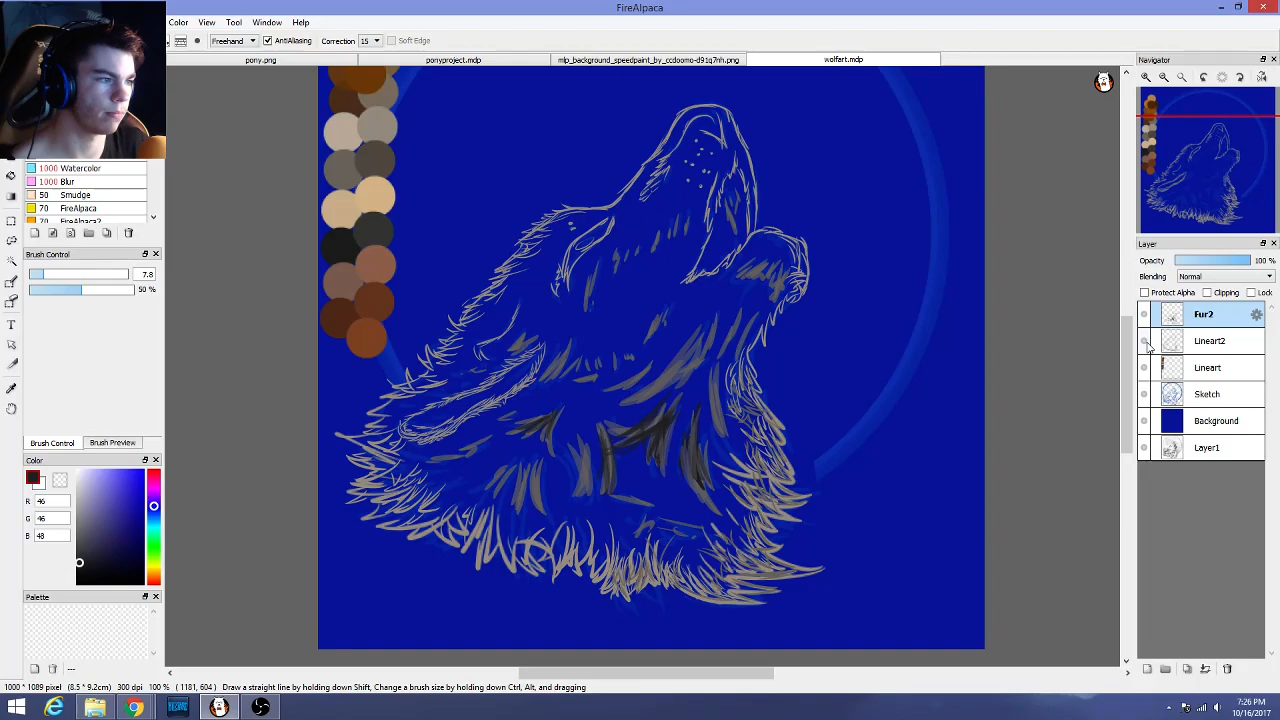 FireAlpaca
Color View Tool Window Help
Freehand AntiAliasing Correction 15 Soft Edge
pony.png ponyproject.mdp mlp_background_speedpaint_by_ccdoomo-d91q7nh.png wolfart.mdp
Navigator
1000 Watercolor
1000 Blur
50 Smudge
70 FireAlpaca
70 FireAlpaca2
Brush Control
7.8
50 %
Brush Control Brush Preview
Color
R 46
G 46
B 48
Palette
---
Layer
Opacity 100 %
Blending Normal
Protect Alpha Clipping Lock
Fur2
Lineart2
Lineart
Sketch
Background
Layer1
1000 * 1089 pixel (8.5 * 9.2cm) 300 dpi 100 % ( 1181, 604 ) Draw a straight line by holding down Shift, Change a brush size by holding down Ctrl, Alt, and dragging
7:26 PM
10/16/2017